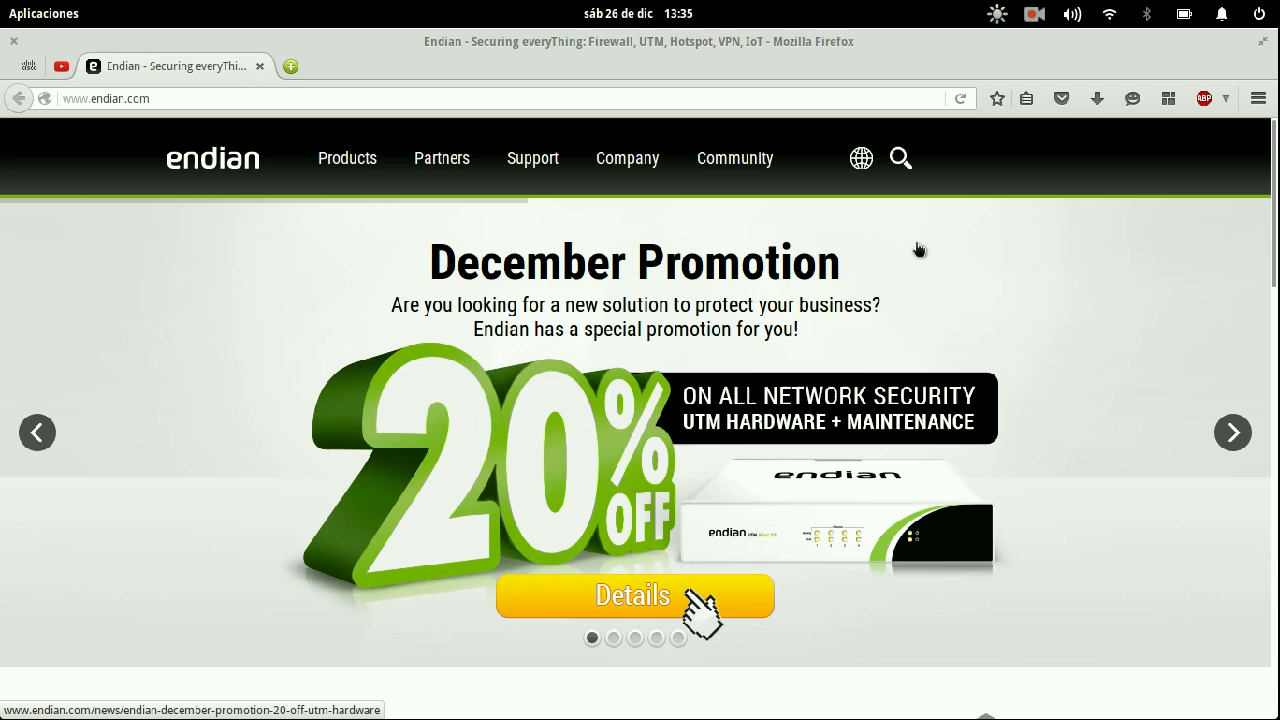 Aplicaciones
sáb 26 de dic 13:35
Endian - Securing everyThing: Firewall, UTM, Hotspot, VPN, IoT - Mozilla Firefox
Endian - Securing everyThi...
www.endian.com
ABP
endian
Products
Partners
Support
Company
Community
December Promotion
Are you looking for a new solution to protect your business?
Endian has a special promotion for you!
20% OFF
ON ALL NETWORK SECURITY
UTM HARDWARE + MAINTENANCE
endian
endian
Details
www.endian.com/news/endian-december-promotion-20-off-utm-hardware